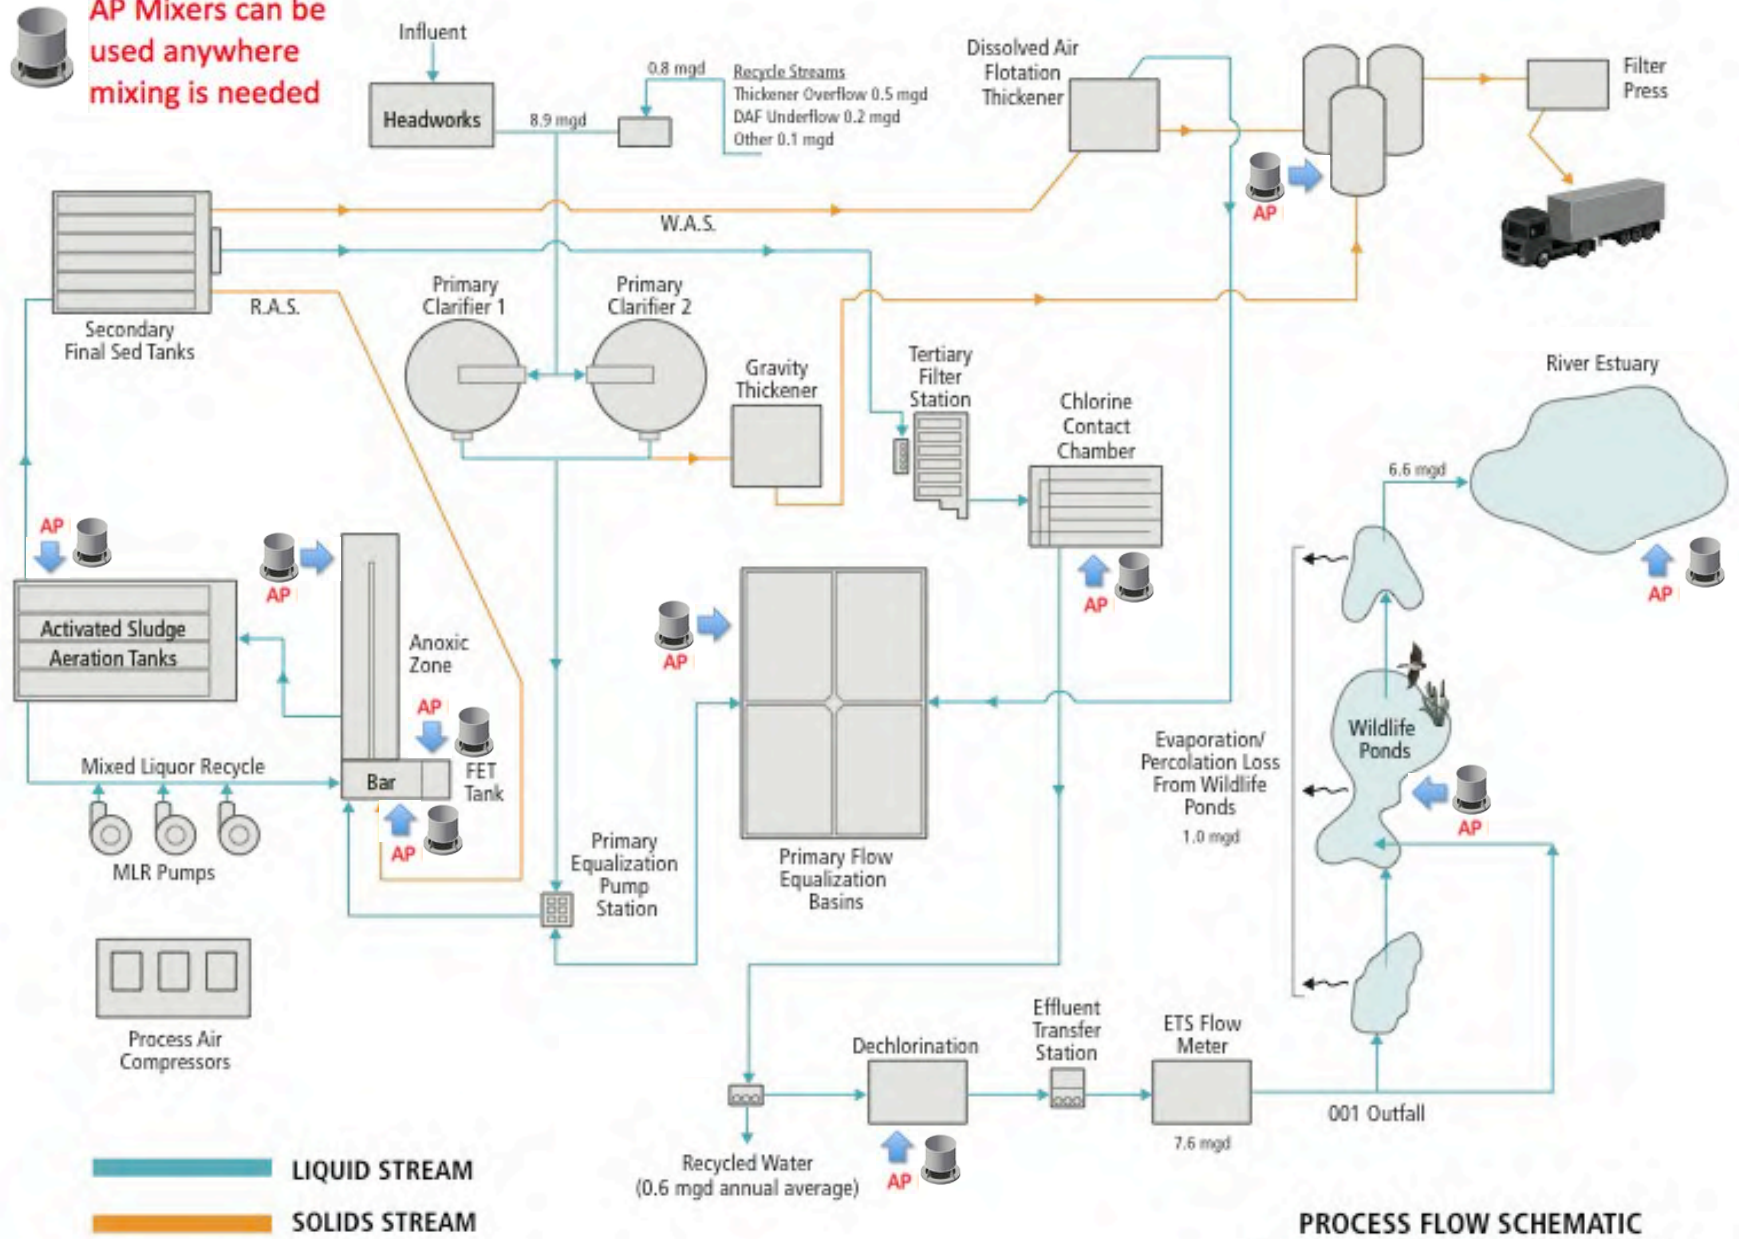 AP Mixers can be
used anywhere
mixing is needed
Influent
Headworks
8.9 mgd
0.8 mgd
Recycle Streams
Thickener Overflow 0.5 mgd
DAF Underflow 0.2 mgd
Other 0.1 mgd
Dissolved Air
Flotation
Thickener
Filter
Press
AP
W.A.S.
R.A.S.
Secondary
Final Sed Tanks
Primary
Clarifier 1
Primary
Clarifier 2
Gravity
Thickener
Tertiary
Filter
Station
Chlorine
Contact
Chamber
River Estuary
6.6 mgd
AP
AP
AP
AP
AP
Activated Sludge
Aeration Tanks
Anoxic
Zone
AP
Mixed Liquor Recycle
Bar
FET
Tank
AP
MLR Pumps
Primary
Equalization
Pump
Station
Primary Flow
Equalization
Basins
Evaporation/
Percolation Loss
From Wildlife
Ponds
1.0 mgd
Wildlife
Ponds
AP
Process Air
Compressors
Dechlorination
Effluent
Transfer
Station
ETS Flow
Meter
7.6 mgd
001 Outfall
AP
Recycled Water
(0.6 mgd annual average)
LIQUID STREAM
SOLIDS STREAM
PROCESS FLOW SCHEMATIC